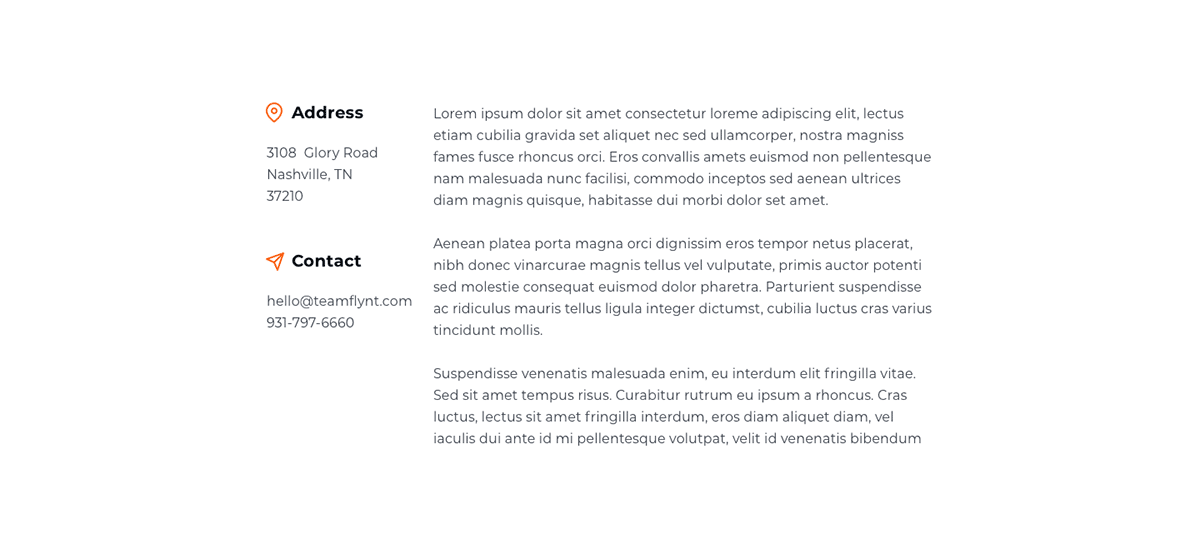 Address
3108  Glory Road
Nashville, TN
37210
Contact
hello@teamflynt.com
931-797-6660
Lorem ipsum dolor sit amet consectetur loreme adipiscing elit, lectus
etiam cubilia gravida set aliquet nec sed ullamcorper, nostra magniss
fames fusce rhoncus orci. Eros convallis amets euismod non pellentesque
nam malesuada nunc facilisi, commodo inceptos sed aenean ultrices
diam magnis quisque, habitasse dui morbi dolor set amet.
Aenean platea porta magna orci dignissim eros tempor netus placerat,
nibh donec vinarcurae magnis tellus vel vulputate, primis auctor potenti
sed molestie consequat euismod dolor pharetra. Parturient suspendisse
ac ridiculus mauris tellus ligula integer dictumst, cubilia luctus cras varius
tincidunt mollis.
Suspendisse venenatis malesuada enim, eu interdum elit fringilla vitae.
Sed sit amet tempus risus. Curabitur rutrum eu ipsum a rhoncus. Cras
luctus, lectus sit amet fringilla interdum, eros diam aliquet diam, vel
iaculis dui ante id mi pellentesque volutpat, velit id venenatis bibendum